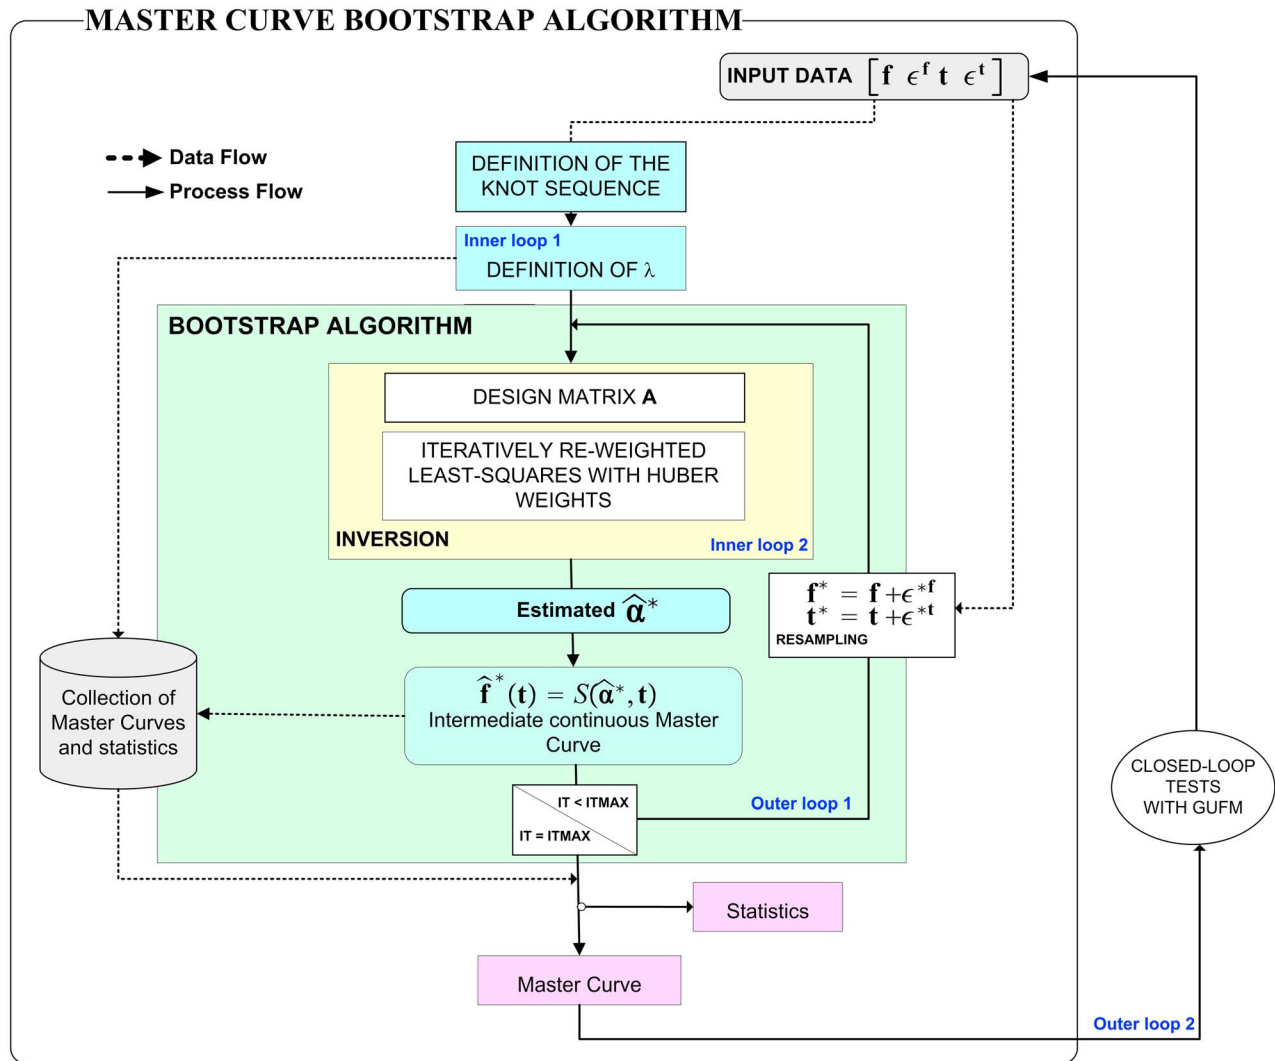 MASTER CURVE BOOTSTRAP ALGORITHM
INPUT DATA [f ϵ^f t ϵ^t]
Data Flow
Process Flow
DEFINITION OF THE
KNOT SEQUENCE
Inner loop 1
DEFINITION OF λ
BOOTSTRAP ALGORITHM
DESIGN MATRIX A
ITERATIVELY RE-WEIGHTED
LEAST-SQUARES WITH HUBER
WEIGHTS
INVERSION
Inner loop 2
f* = f +ϵ*^f
t* = t +ϵ*^t
RESAMPLING
Estimated α̂*
f̂*(t) = S(α̂*, t)
Intermediate continuous Master
Curve
Collection of
Master Curves
and statistics
IT < ITMAX
IT = ITMAX
Outer loop 1
CLOSED-LOOP
TESTS
WITH GUFM
Statistics
Master Curve
Outer loop 2